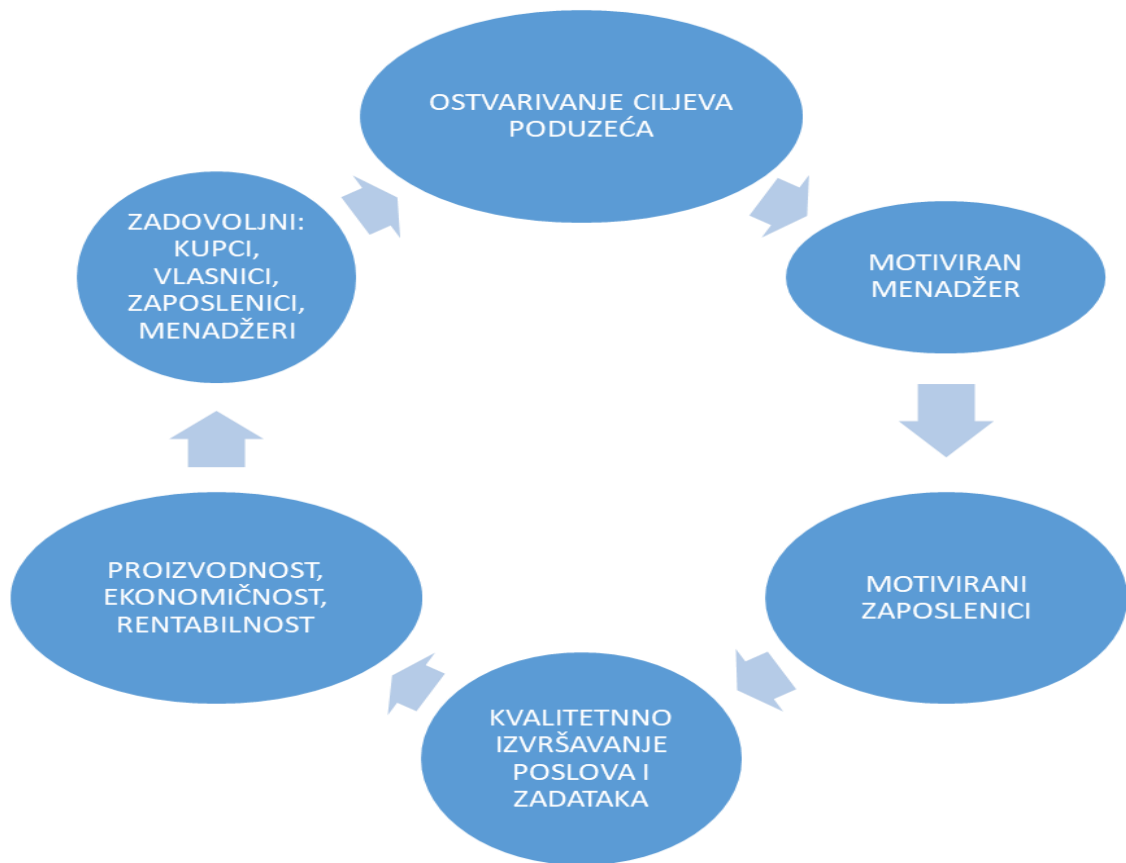 OSTVARIVANJE CILJEVA
PODUZEĆA
MOTIVIRAN
MENADŽER
MOTIVIRANI
ZAPOSLENICI
KVALITETNNO
IZVRŠAVANJE
POSLOVA I
ZADATAKA
PROIZVODNOST,
EKONOMIČNOST,
RENTABILNOST
ZADOVOLJNI:
KUPCI,
VLASNICI,
ZAPOSLENICI,
MENADŽERI